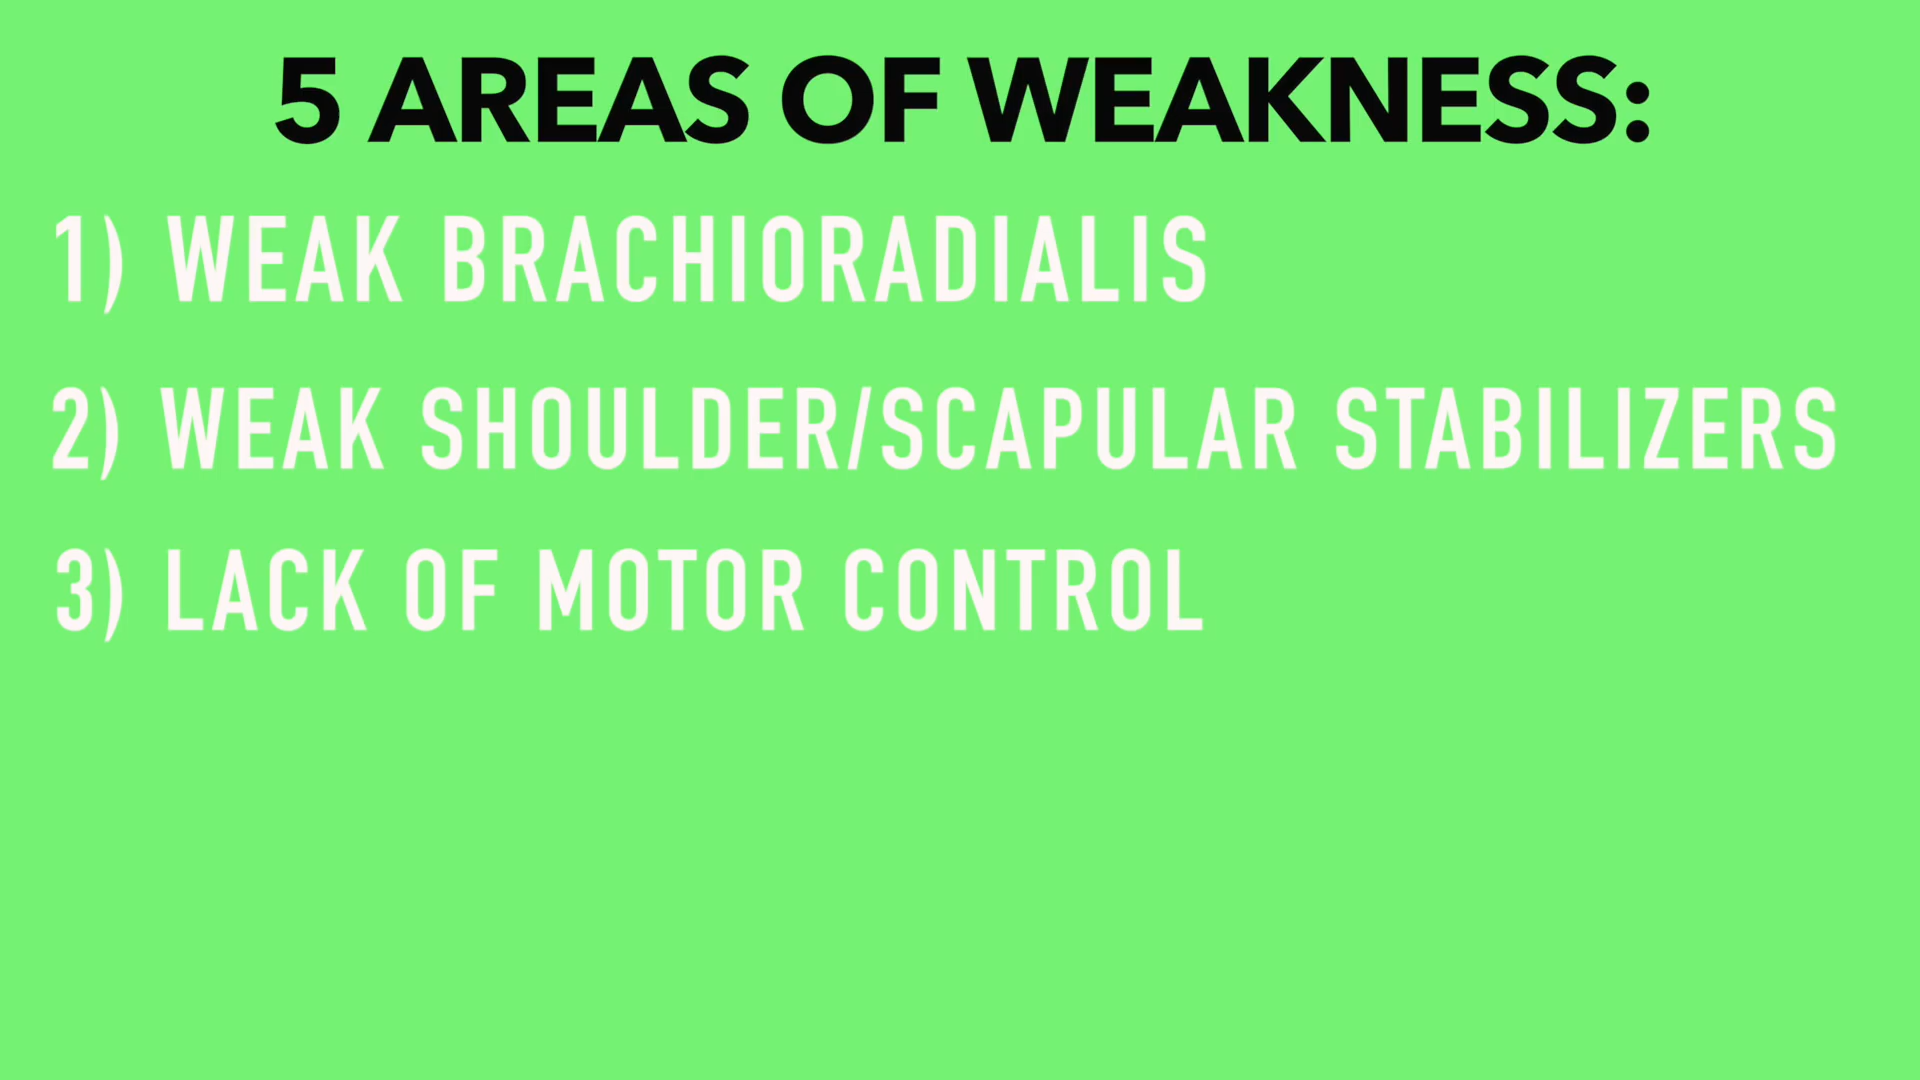 5 AREAS OF WEAKNESS:
1) WEAK BRACHIORADIALIS
2) WEAK SHOULDER/SCAPULAR STABILIZERS
3) LACK OF MOTOR CONTROL